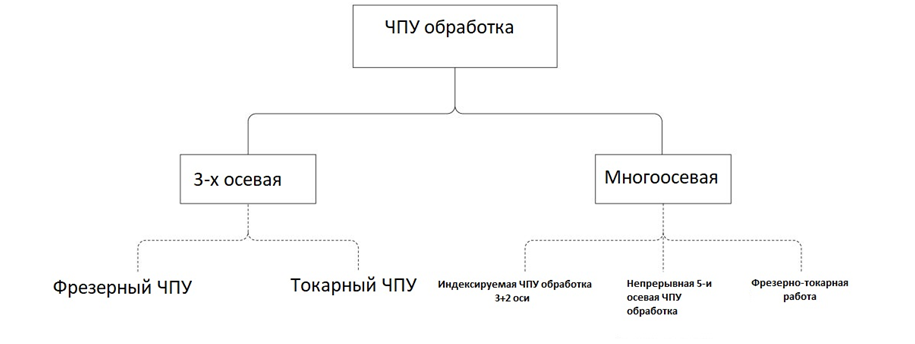 ЧПУ обработка
3-х осевая
Многоосевая
Фрезерный ЧПУ
Токарный ЧПУ
Индексируемая ЧПУ обработка
3+2 оси
Непрерывная 5-и
осевая ЧПУ
обработка
Фрезерно-токарная
работа